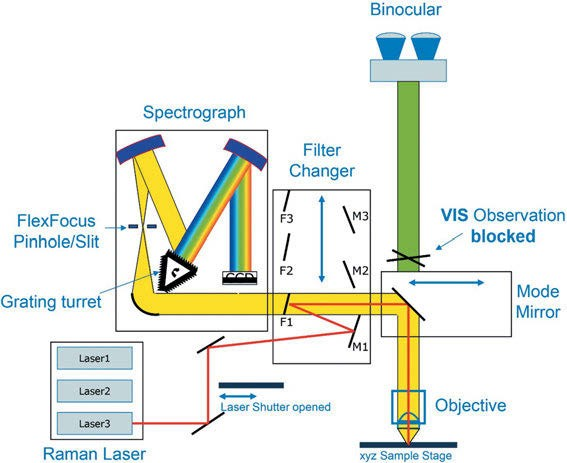 Binocular
Spectrograph
Filter
Changer
F3
M3
FlexFocus
Pinhole/Slit
VIS Observation
blocked
F2
M2
CCD
Grating turret
Mode
Mirror
F1
M1
Laser1
Laser2
Laser3
Laser Shutter opened
Objective
Raman Laser
xyz Sample Stage